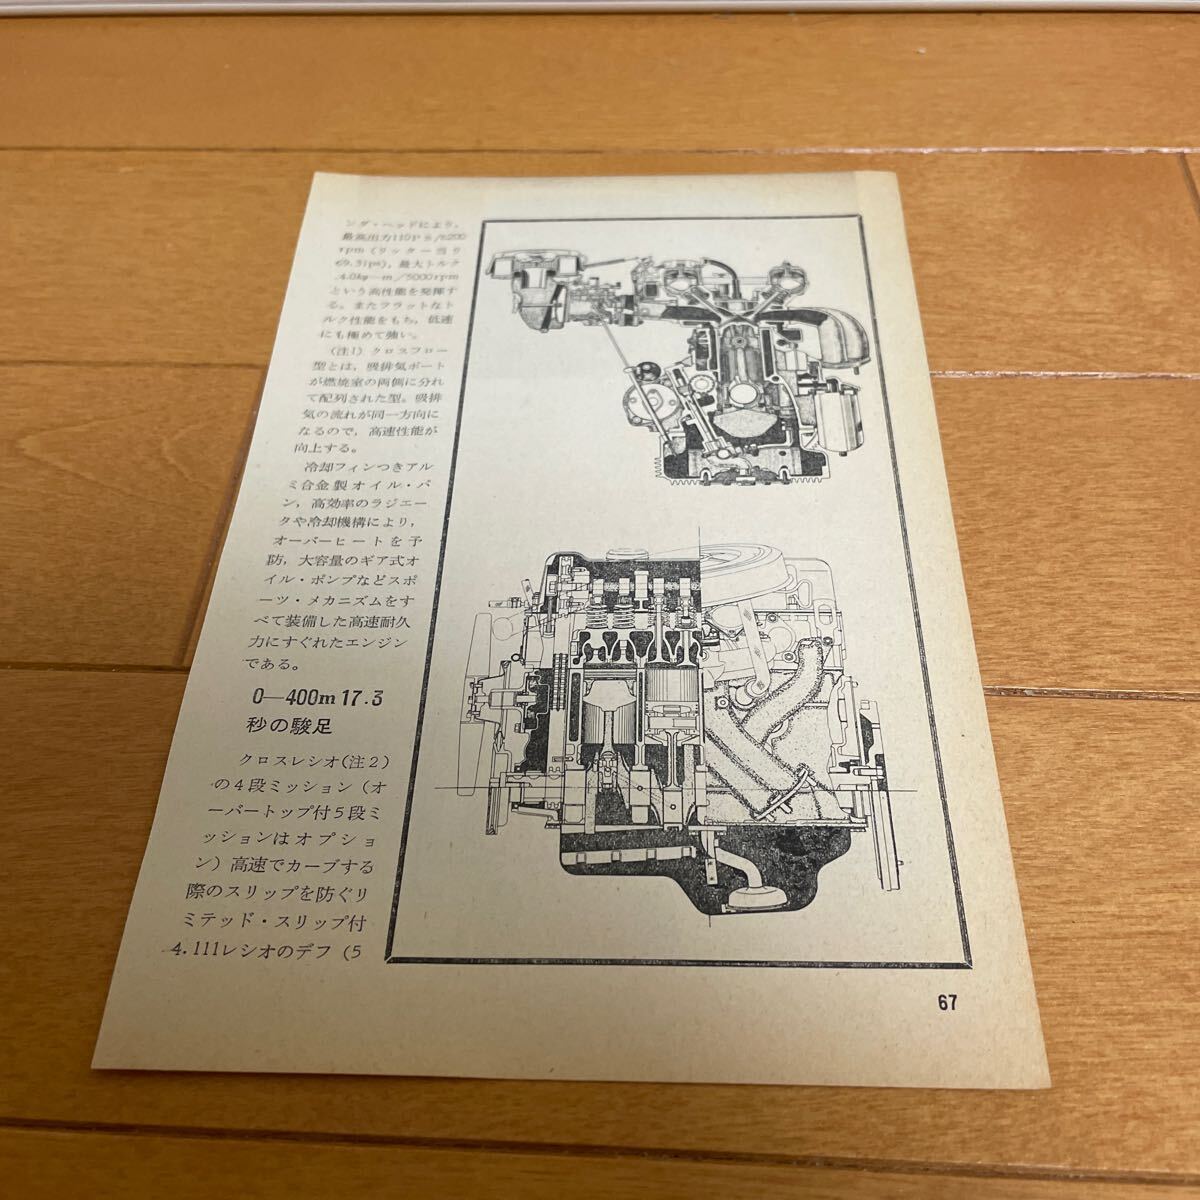 ング・ヘッドにより,
最高出力110ps/6200
rpm(リッター当り
69.3ps), 最大トルク
14.0kg—m/5000rpm
という高性能を発揮す
る。またフラットなト
ルク性能をもち, 低速
にも極めて強い。
(注1) クロスフロー
型とは, 吸排気ポート
が燃焼室の両側に分れ
て配列された型。吸排
気の流れが同一方向に
なるので, 高速性能が
向上する。
冷却フィンつきアル
ミ合金製オイル・パ
ン, 高効率のラジエー
タや冷却機構により,
オーバーヒートを予
防, 大容量のギア式オ
イル・ポンプなどスポ
ーツ・メカニズムをす
べて装備した高速耐久
力にすぐれたエンジン
である。
0—400m 17.3
秒の駿足
クロスレシオ(注2)
の4段ミッション (オ
ーバートップ付5段ミ
ッションはオプショ
ン) 高速でカーブする
際のスリップを防ぐリ
ミテッド・スリップ付
4.111レシオのデフ (5
67